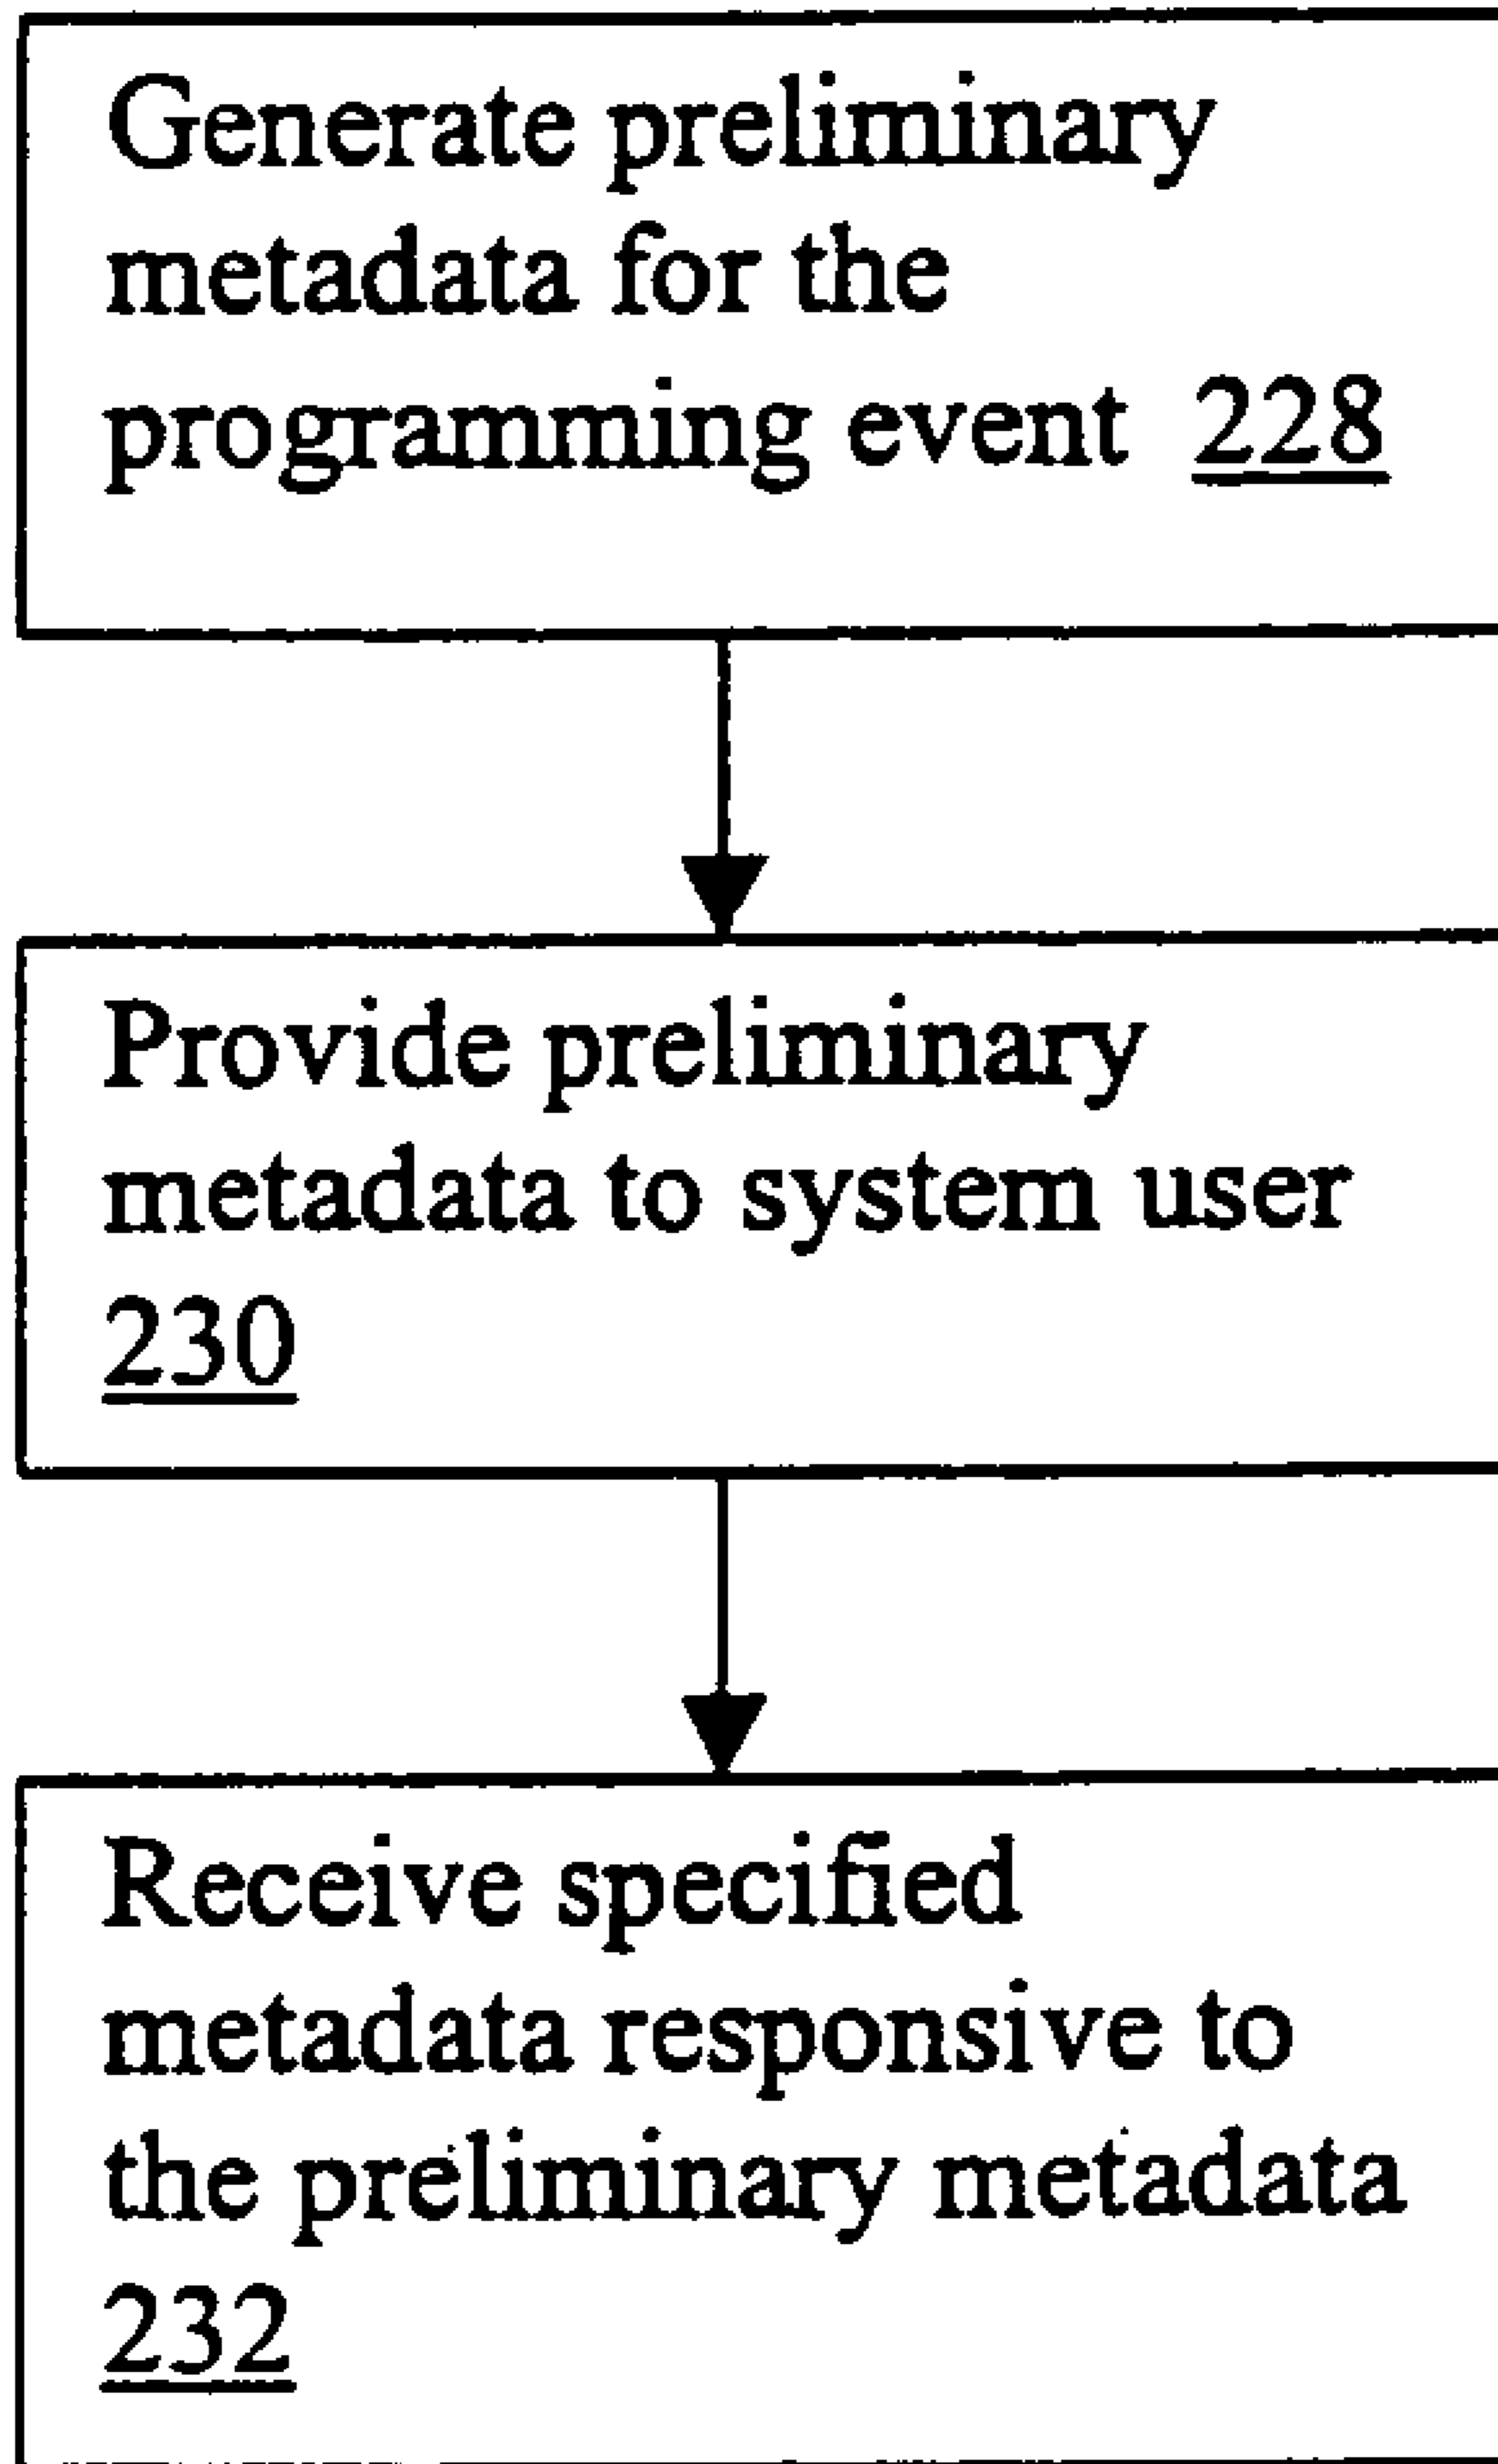 Generate preliminary
metadata for the
programming event 228
Provide preliminary
metadata to system user
230
Receive specified
metadata responsive to
the preliminary metadata
232